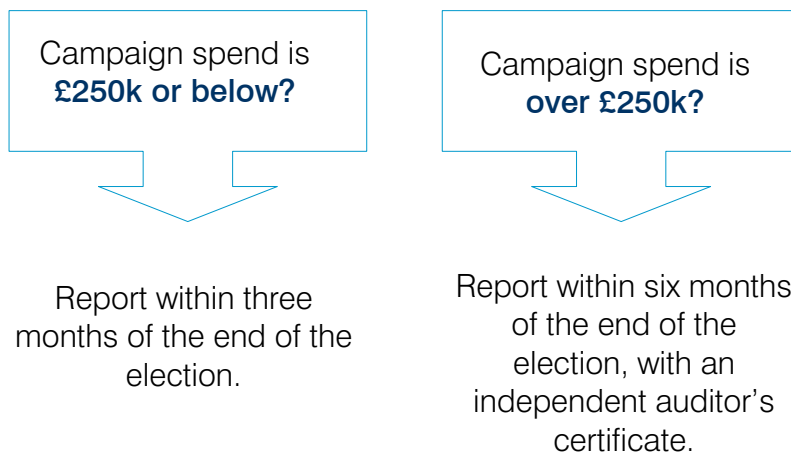 Campaign spend is
£250k or below?
Report within three
months of the end of the
election.
Campaign spend is
over £250k?
Report within six months
of the end of the
election, with an
independent auditor’s
certificate.